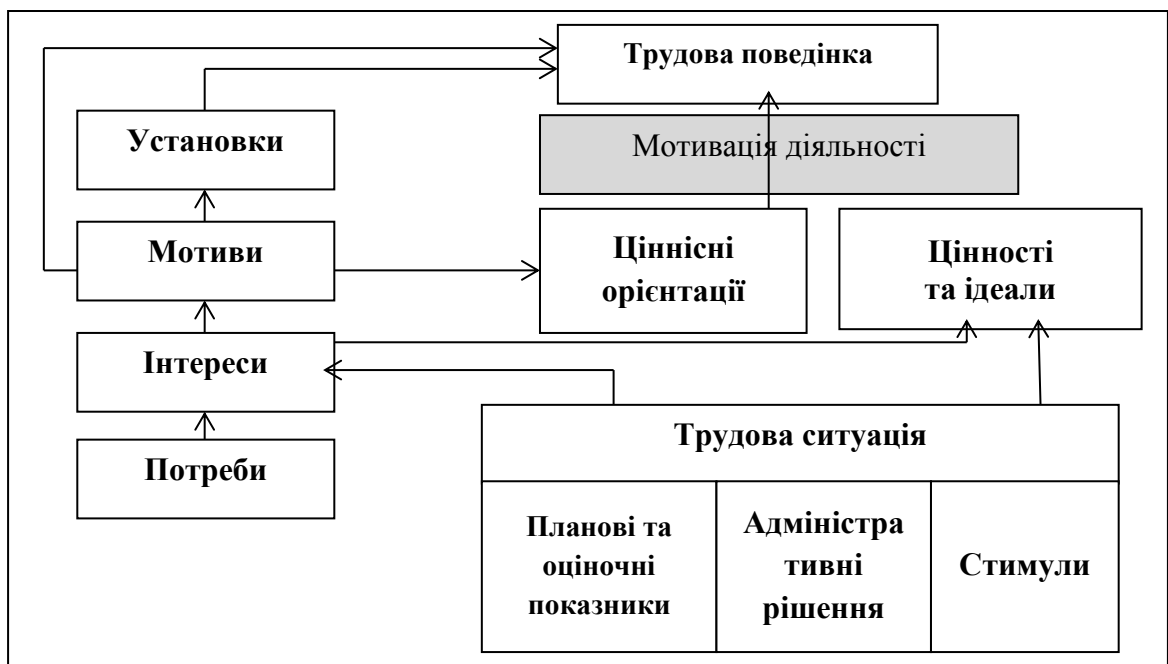 Трудова поведінка
Установки
Мотивація діяльності
Мотиви
Ціннісні
орієнтації
Цінності
та ідеали
Інтереси
Потреби
Трудова ситуація
Планові та
оціночні
показники
Адміністра
тивні
рішення
Стимули